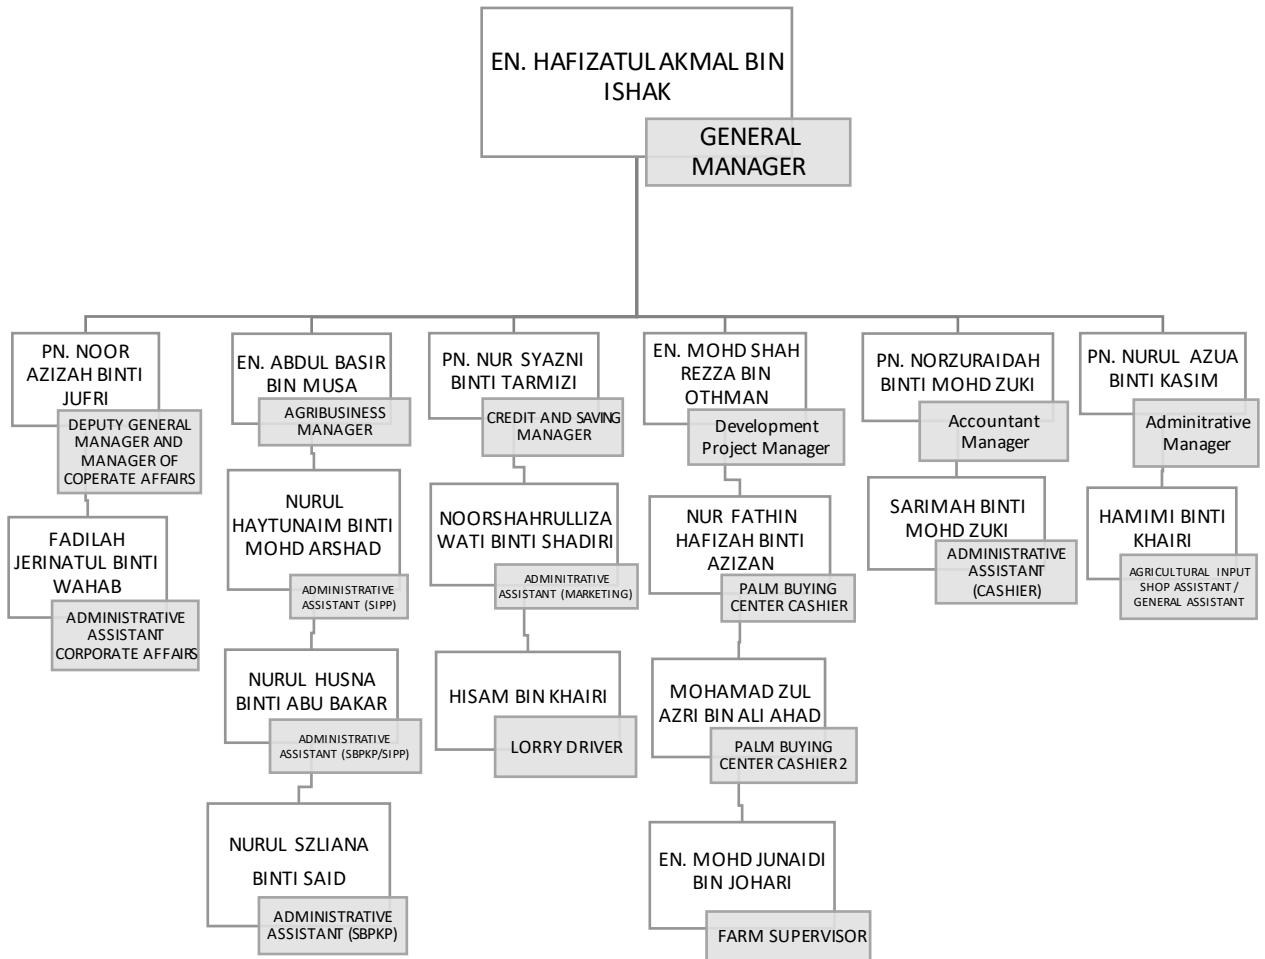 EN. HAFIZATUL AKMAL BIN
ISHAK
GENERAL
MANAGER
PN. NOOR
AZIZAH BINTI
JUFRI
DEPUTY GENERAL
MANAGER AND
MANAGER OF
COPERATE AFFAIRS
FADILAH
JERINATUL BINTI
WAHAB
ADMINISTRATIVE
ASSISTANT
CORPORATE AFFAIRS
EN. ABDUL BASIR
BIN MUSA
AGRIBUSINESS
MANAGER
NURUL
HAYTUNAIM BINTI
MOHD ARSHAD
ADMINISTRATIVE
ASSISTANT (SIPP)
NURUL HUSNA
BINTI ABU BAKAR
ADMINISTRATIVE
ASSISTANT (SBPKP/SIPP)
NURUL SZLIANA
BINTI SAID
ADMINISTRATIVE
ASSISTANT (SBPKP)
PN. NUR SYAZNI
BINTI TARMIZI
CREDIT AND SAVING
MANAGER
NOORSHAHRULLIZA
WATI BINTI SHADIRI
ADMINITRATIVE
ASSISTANT (MARKETING)
HISAM BIN KHAIRI
LORRY DRIVER
EN. MOHD SHAH
REZZA BIN
OTHMAN
Development
Project Manager
NUR FATHIN
HAFIZAH BINTI
AZIZAN
PALM BUYING
CENTER CASHIER
MOHAMAD ZUL
AZRI BIN ALI AHAD
PALM BUYING
CENTER CASHIER 2
EN. MOHD JUNAIDI
BIN JOHARI
FARM SUPERVISOR
PN. NORZURAIDAH
BINTI MOHD ZUKI
Accountant
Manager
SARIMAH BINTI
MOHD ZUKI
ADMINISTRATIVE
ASSISTANT
(CASHIER)
PN. NURUL AZUA
BINTI KASIM
Adminitrative
Manager
HAMIMI BINTI
KHAIRI
AGRICULTURAL INPUT
SHOP ASSISTANT /
GENERAL ASSISTANT